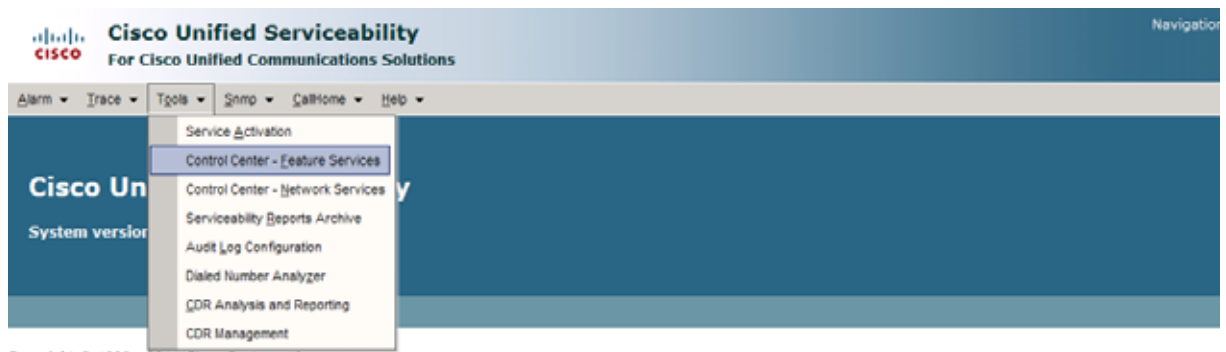 Cisco Unified Serviceability
Navigation
CISCO
For Cisco Unified Communications Solutions
Alarm Trace Tools Snmp CallHome Help
Service Activation
Control Center - Feature Services
Control Center - Network Services
Serviceability Reports Archive
Audit Log Configuration
Dialed Number Analyzer
CDR Analysis and Reporting
CDR Management
Cisco Un y
System version